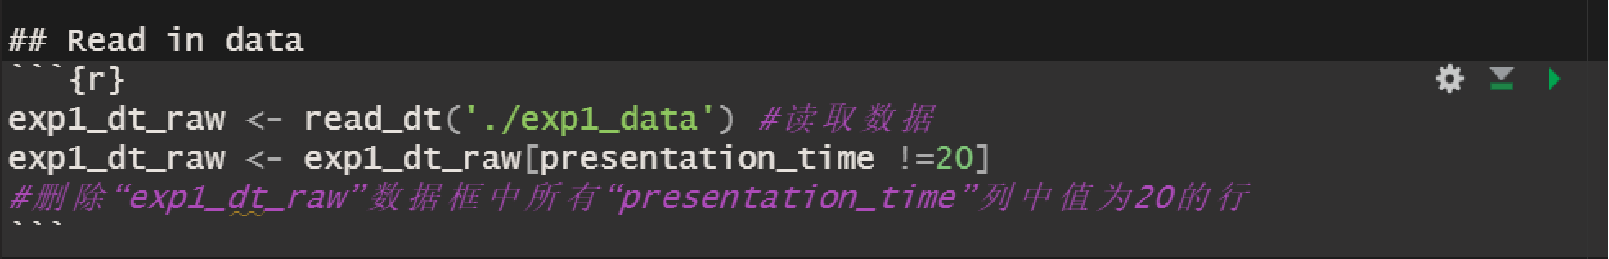 ## Read in data
```{r}
exp1_dt_raw <- read_dt('./exp1_data') #读取数据
exp1_dt_raw <- exp1_dt_raw[presentation_time !=20]
#删除“exp1_dt_raw”数据框中所有“presentation_time”列中值为20的行
```